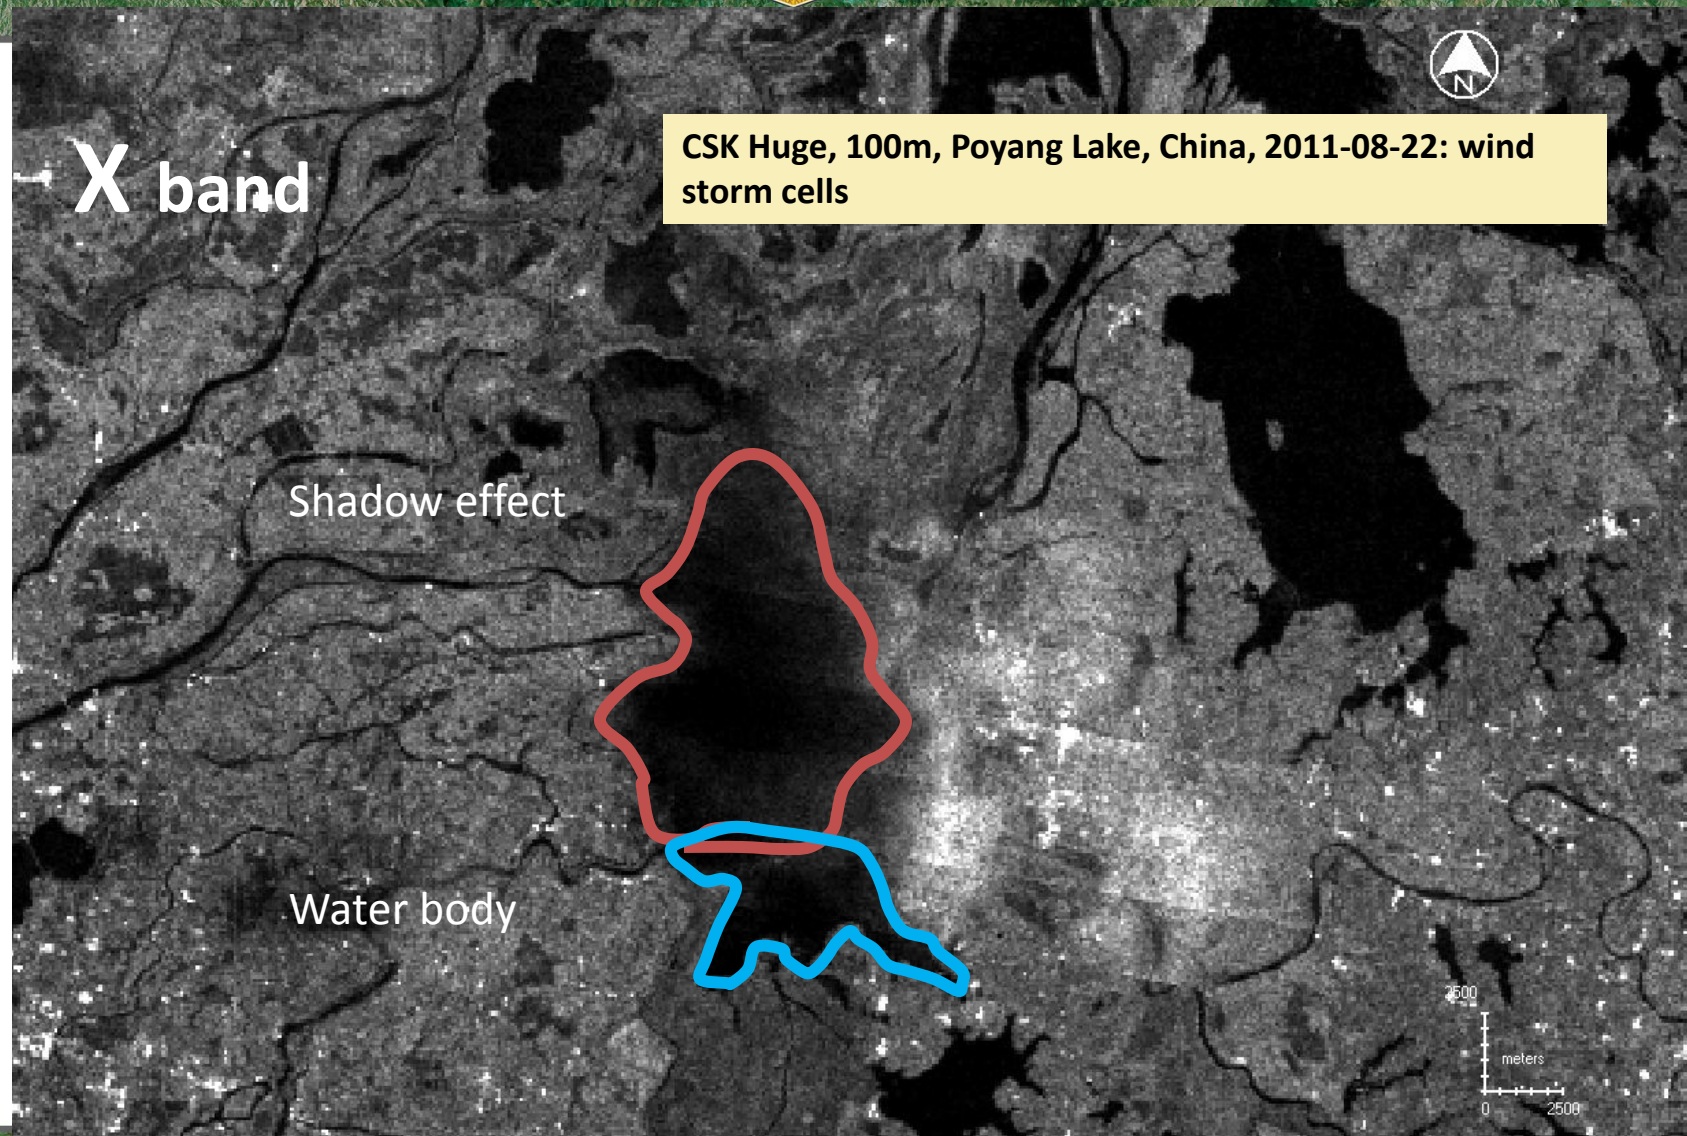 N
CSK Huge, 100m, Poyang Lake, China, 2011-08-22: wind
storm cells
X band
Shadow effect
Water body
2500
meters
0 2500